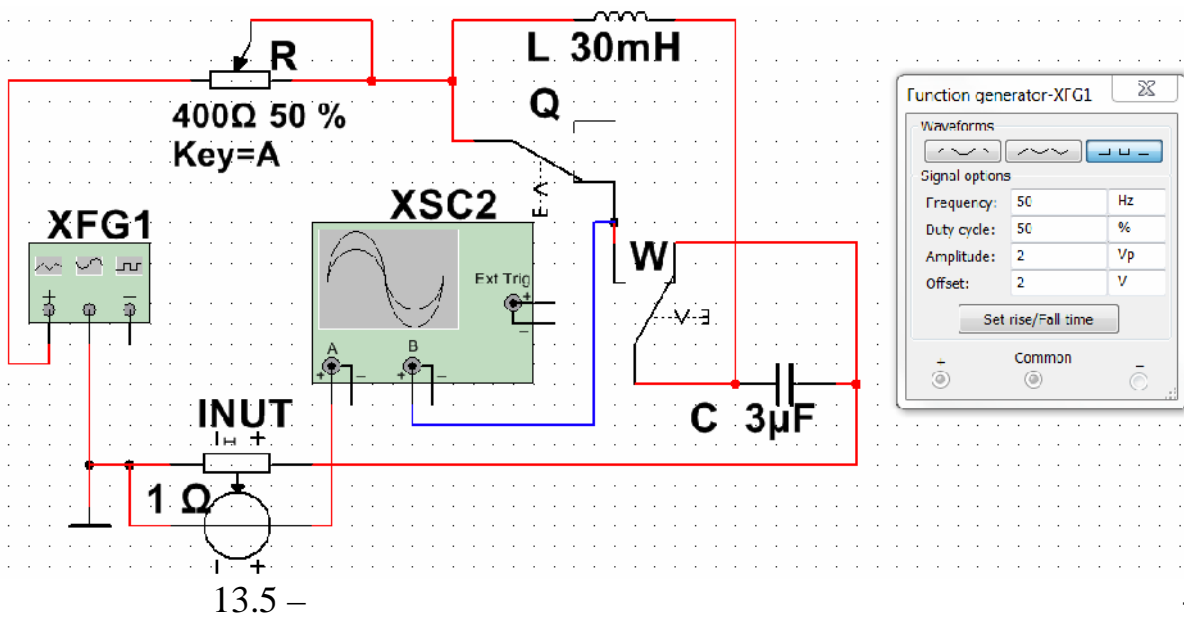 L 30mH
R
400Ω 50 %
Key=A
Q
XFG1
XSC2
Ext Trig
A
B
W
INUT
1 Ω
C 3µF
Function generator-XFG1
Waveforms
Signal options
Frequency: 50 Hz
Duty cycle: 50 %
Amplitude: 2 Vp
Offset: 2 V
Set rise/Fall time
+ Common −
13.5 –